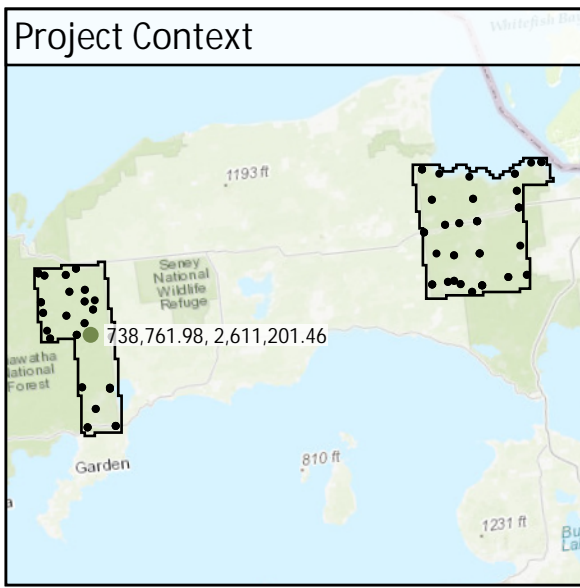 Project Context
Whitefish Bay
1193 ft
Seney
National
Wildlife
Refuge
738,761.98, 2,611,201.46
awatha
National
Forest
810 ft
Garden
a
1231 ft
Bu
La